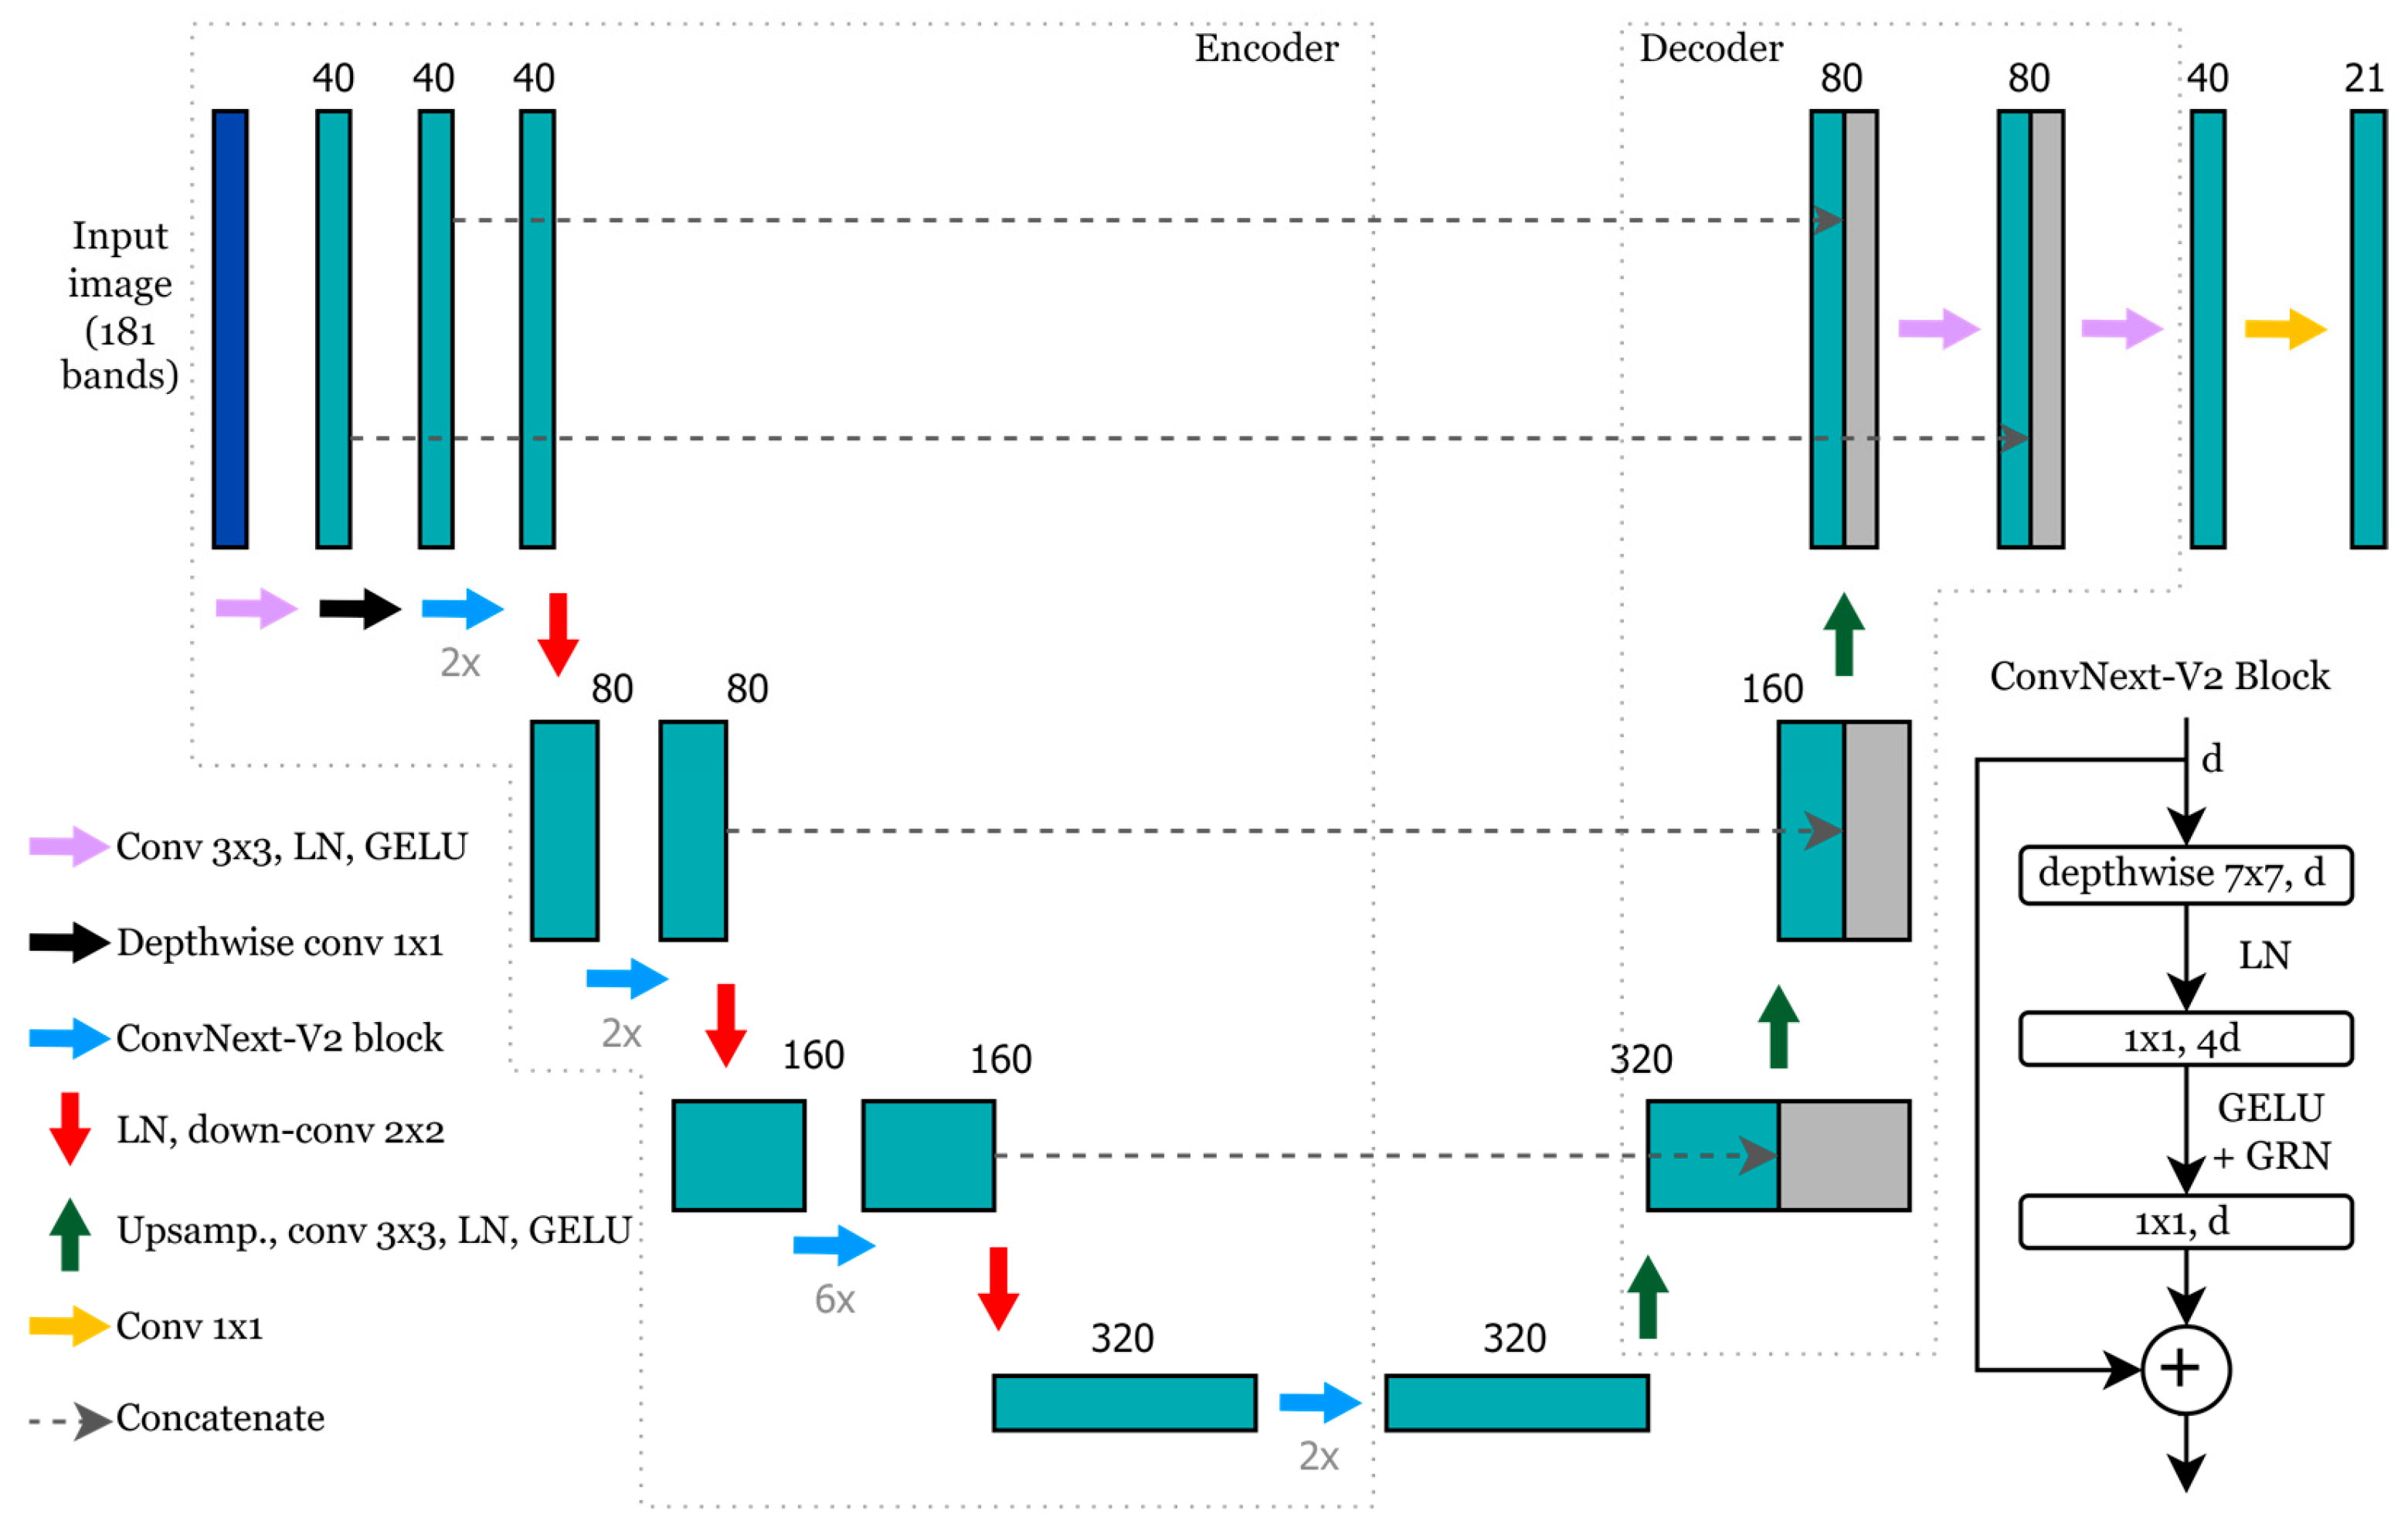 Encoder
Decoder
40
40
40
80
80
40
21
Input
image
(181
bands)
2x
80
80
160
ConvNext-V2 Block
d
Conv 3x3, LN, GELU
depthwise 7x7, d
Depthwise conv 1x1
LN
2x
ConvNext-V2 block
160
160
320
1x1, 4d
LN, down-conv 2x2
GELU
+ GRN
Upsamp., conv 3x3, LN, GELU
1x1, d
6x
Conv 1x1
320
320
+
Concatenate
2x